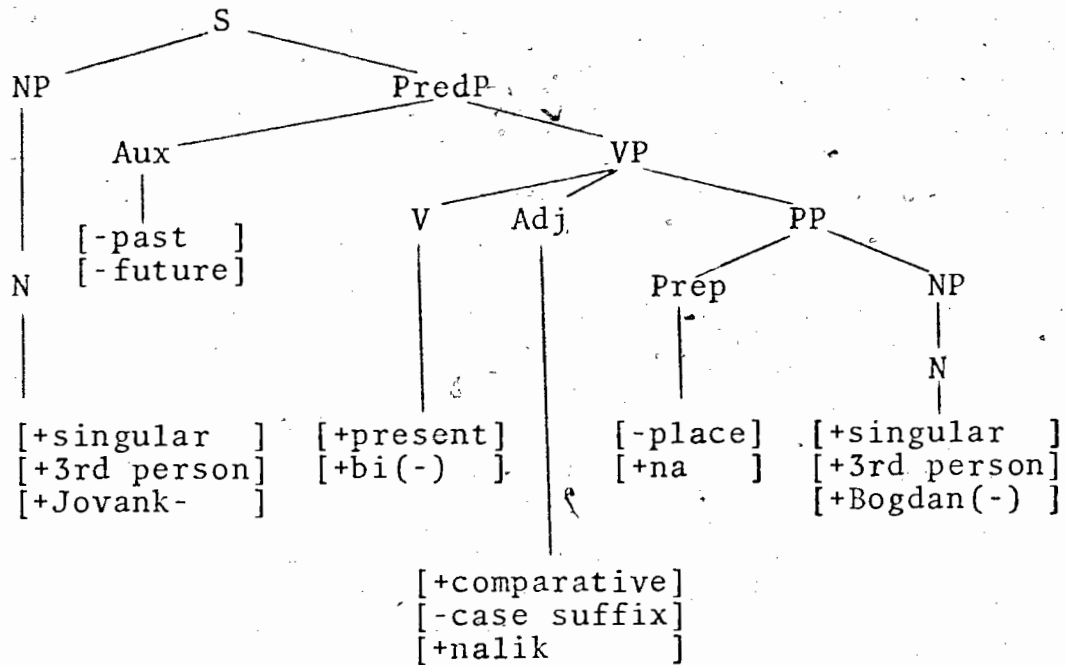 S
NP PredP
Aux VP
V Adj PP
[-past ]
[-future]
N Prep NP
N
[+singular ] [+present] [-place] [+singular ]
[+3rd person] [+bi(-) ] [+na ] [+3rd person]
[+Jovank- ] [+Bogdan(-) ]
[+comparative]
[-case suffix]
[+nalik ]